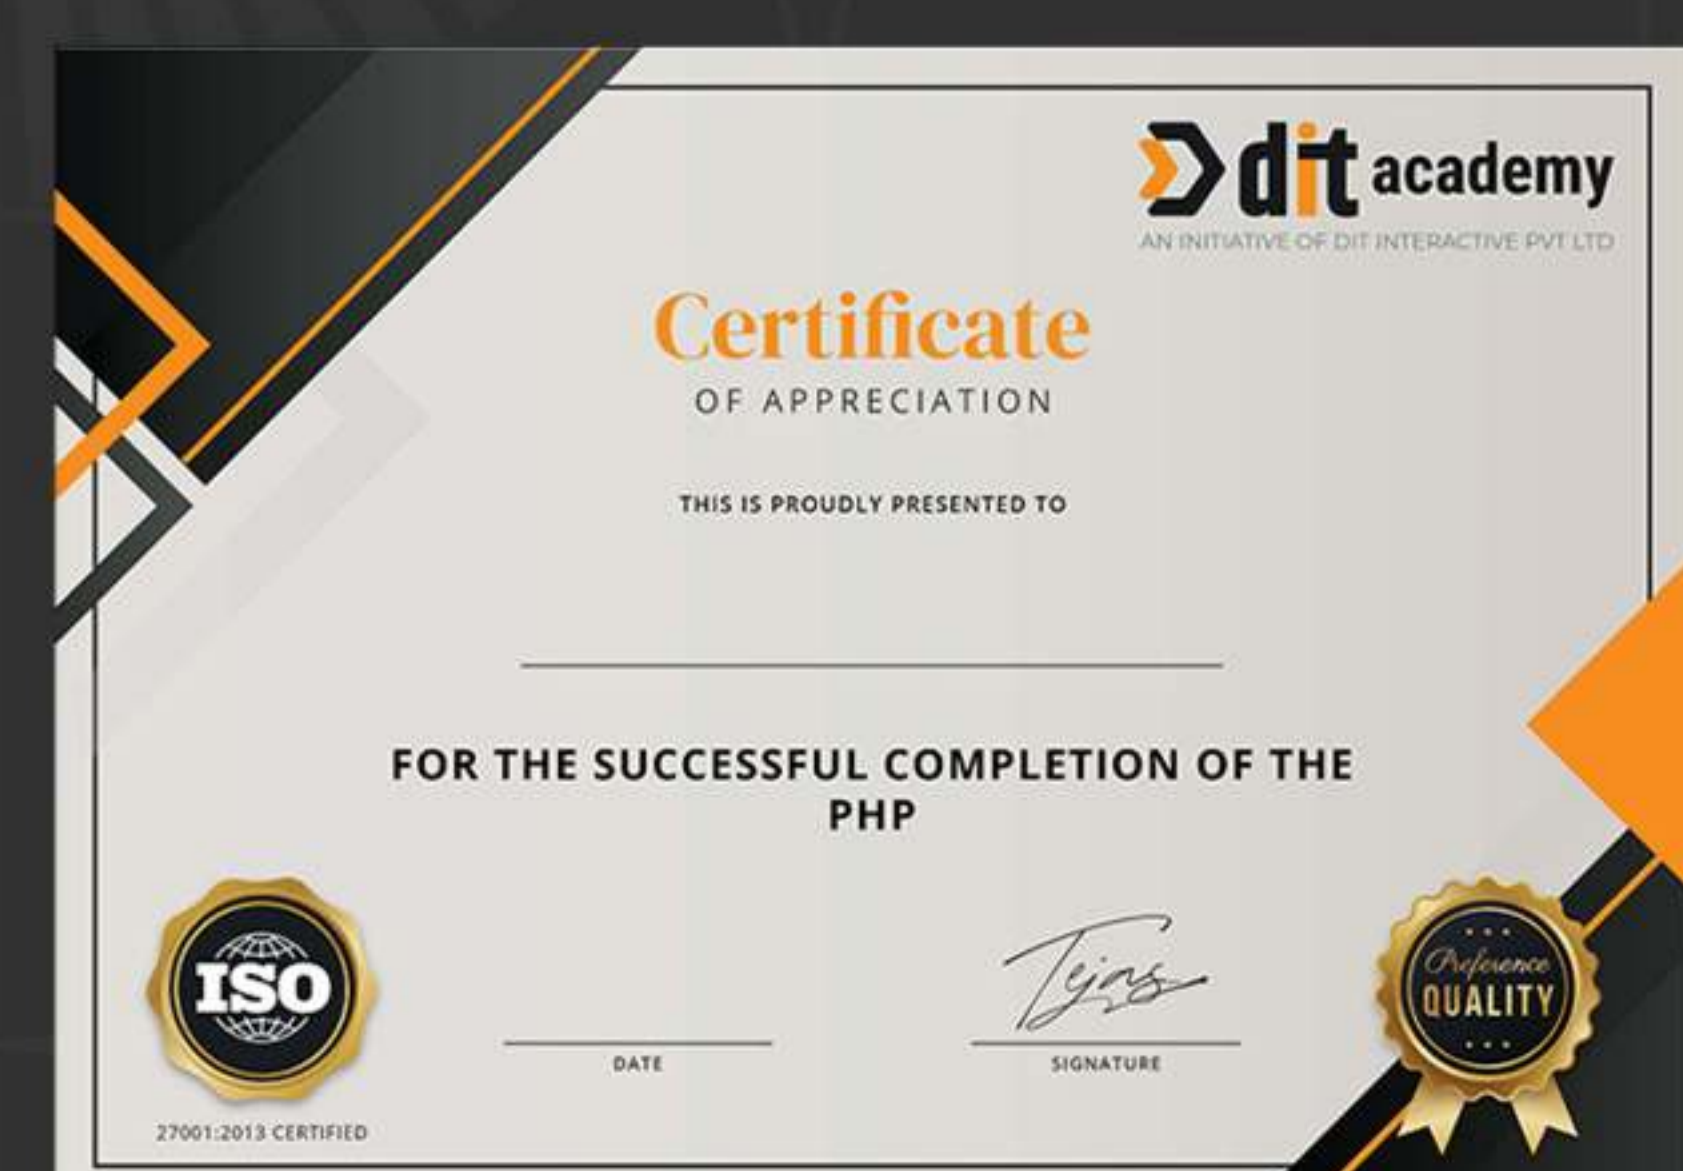 dit academy
AN INITIATIVE OF DIT INTERACTIVE PVT LTD
Certificate
OF APPRECIATION
THIS IS PROUDLY PRESENTED TO
FOR THE SUCCESSFUL COMPLETION OF THE
PHP
ISO
27001:2013 CERTIFIED
DATE
Tejas
SIGNATURE
Preference
QUALITY